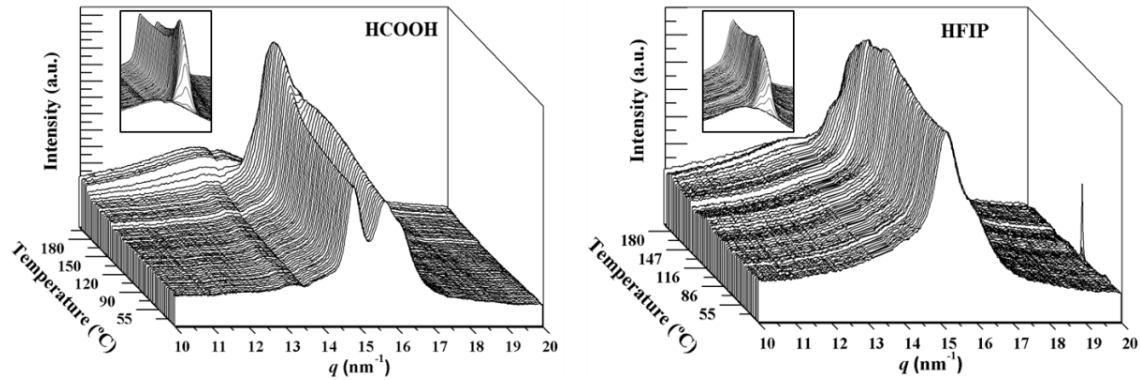 HCOOH
Intensity (a.u.)
180
150
120
90
55
Temperature (ºC)
10 11 12 13 14 15 16 17 18 19 20
q (nm⁻¹)
HFIP
Intensity (a.u.)
180
147
116
86
55
Temperature (ºC)
10 11 12 13 14 15 16 17 18 19 20
q (nm⁻¹)